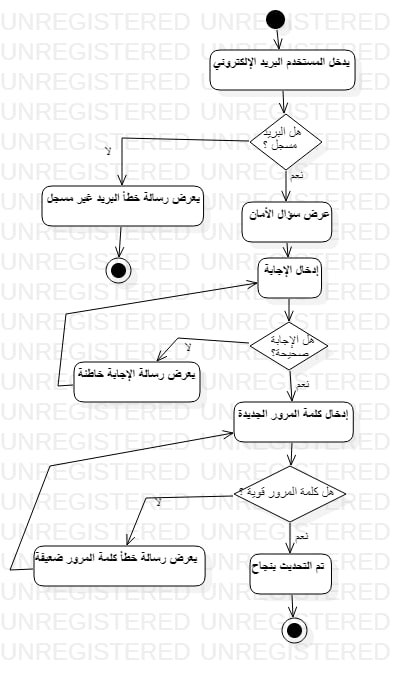 UNREGISTERED UNREGISTERED
يدخل المستخدم البريد الإلكتروني
هل البريد
مسجل ؟
لا
نعم
يعرض رسالة خطأ البريد غير مسجل
عرض سؤال الأمان
إدخال الإجابة
هل الإجابة
صحيحة؟
لا
يعرض رسالة الإجابة خاطئة
نعم
إدخال كلمة المرور الجديدة
هل كلمة المرور قوية ؟
لا
نعم
يعرض رسالة خطأ كلمة المرور ضعيفة
تم التحديث بنجاح